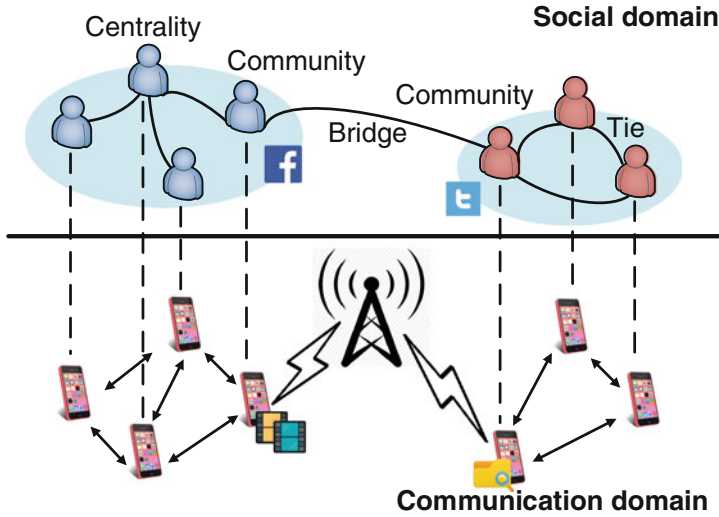 Social domain
Centrality
Community
Community
Bridge
Tie
f
t
Communication domain